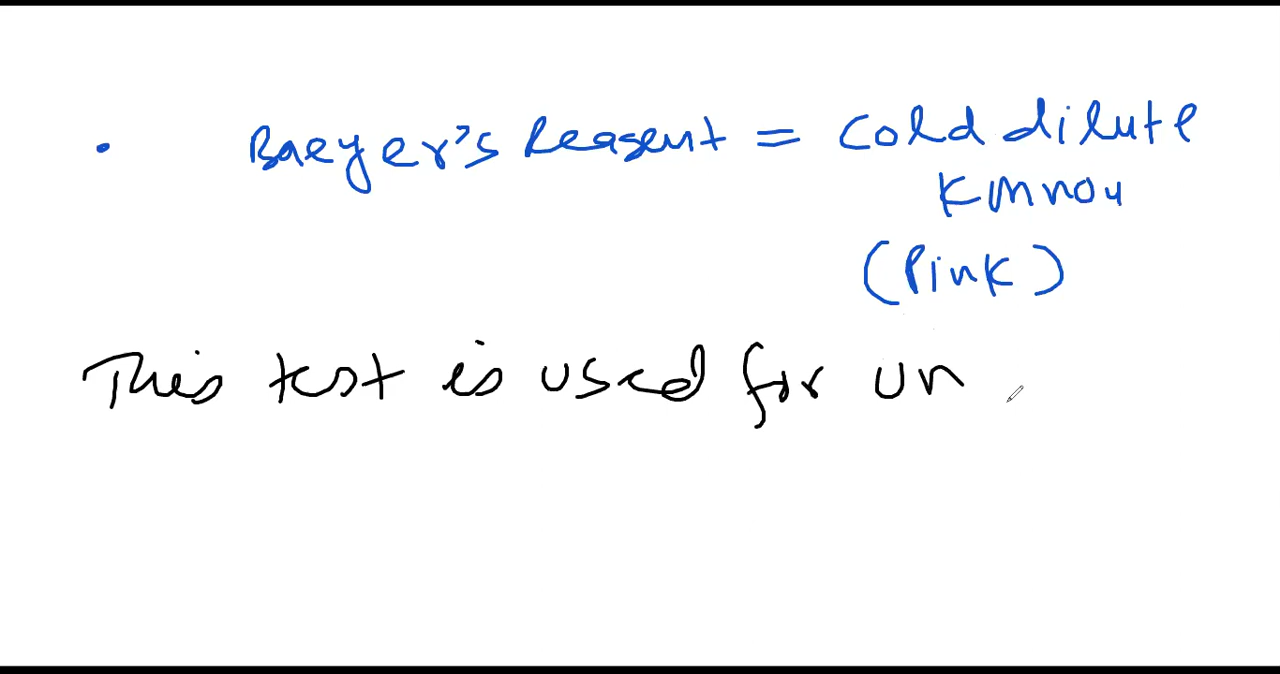 • Baeyer's Reagent = cold dilute
KMnO4
(Pink)
This test is used for un